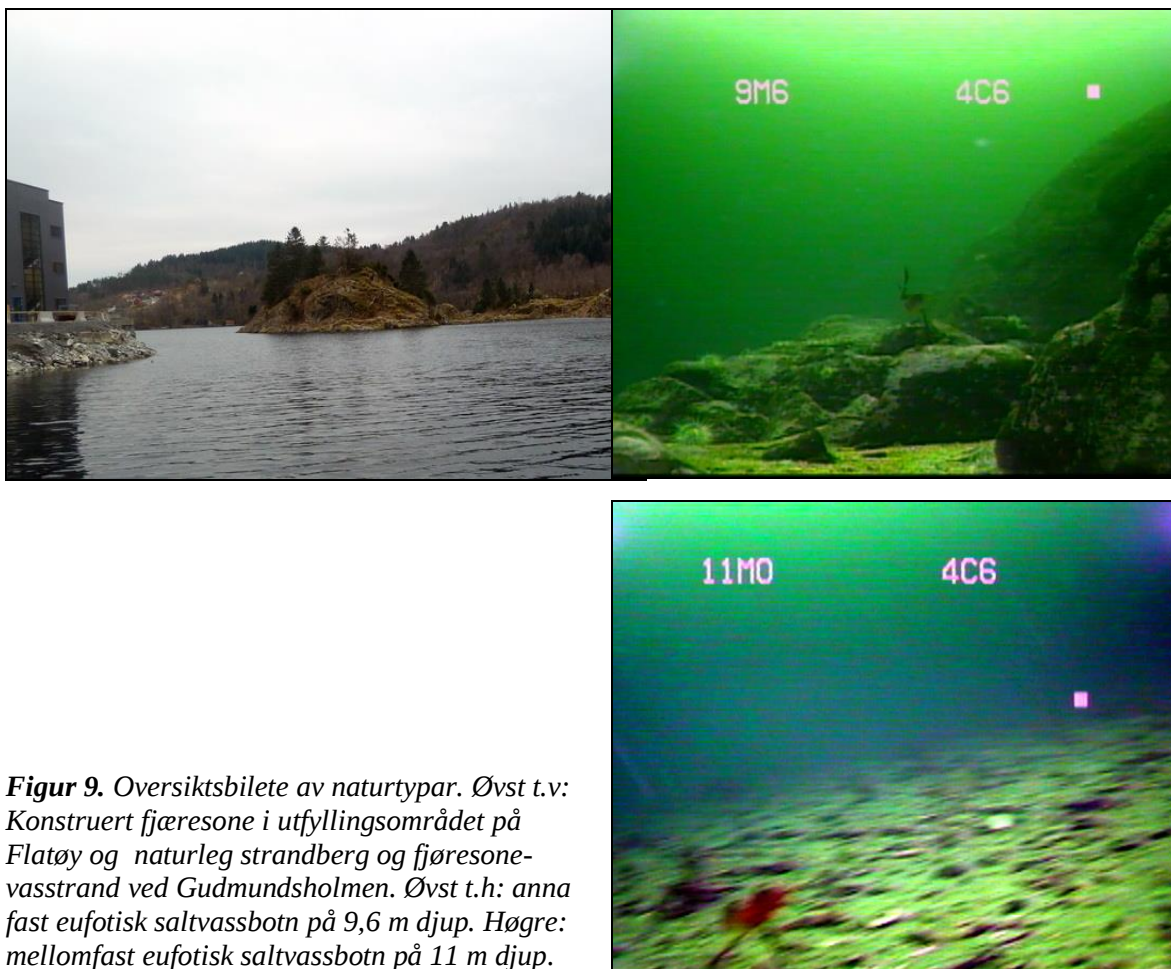 9M6 4C6
11M0 4C6
Figur 9. Oversiktsbilete av naturtypar. Øvst t.v:
Konstruert fjæresone i utfyllingsområdet på
Flatøy og naturleg strandberg og fjøresone-
vasstrand ved Gudmundsholmen. Øvst t.h: anna
fast eufotisk saltvassbotn på 9,6 m djup. Høgre:
mellomfast eufotisk saltvassbotn på 11 m djup.